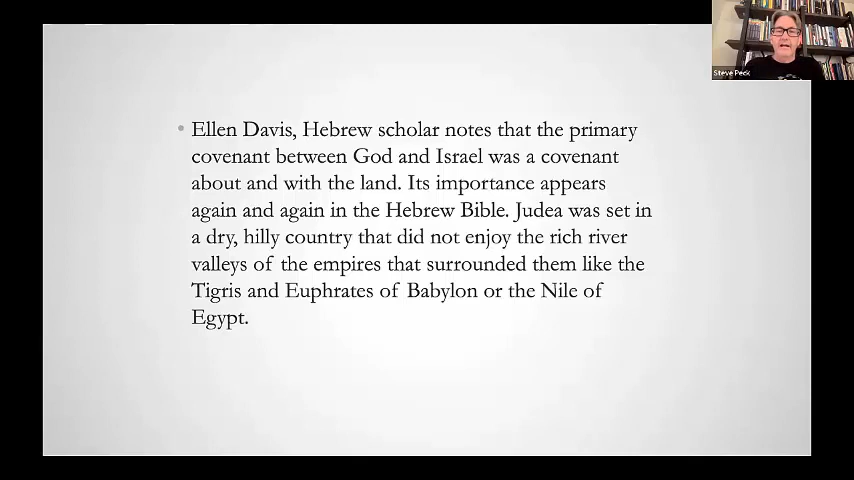 • Ellen Davis, Hebrew scholar notes that the primary
covenant between God and Israel was a covenant
about and with the land. Its importance appears
again and again in the Hebrew Bible. Judea was set in
a dry, hilly country that did not enjoy the rich river
valleys of the empires that surrounded them like the
Tigris and Euphrates of Babylon or the Nile of
Egypt.
Steve Peck